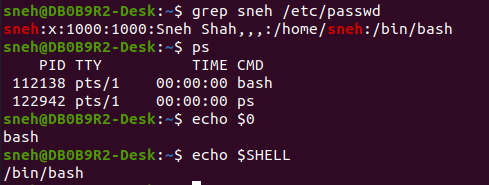 sneh@DB0B9R2-Desk:~$ grep sneh /etc/passwd
sneh:x:1000:1000:Sneh Shah,,,:/home/sneh:/bin/bash
sneh@DB0B9R2-Desk:~$ ps
    PID TTY          TIME CMD
 112138 pts/1    00:00:00 bash
 122942 pts/1    00:00:00 ps
sneh@DB0B9R2-Desk:~$ echo $0
bash
sneh@DB0B9R2-Desk:~$ echo $SHELL
/bin/bash